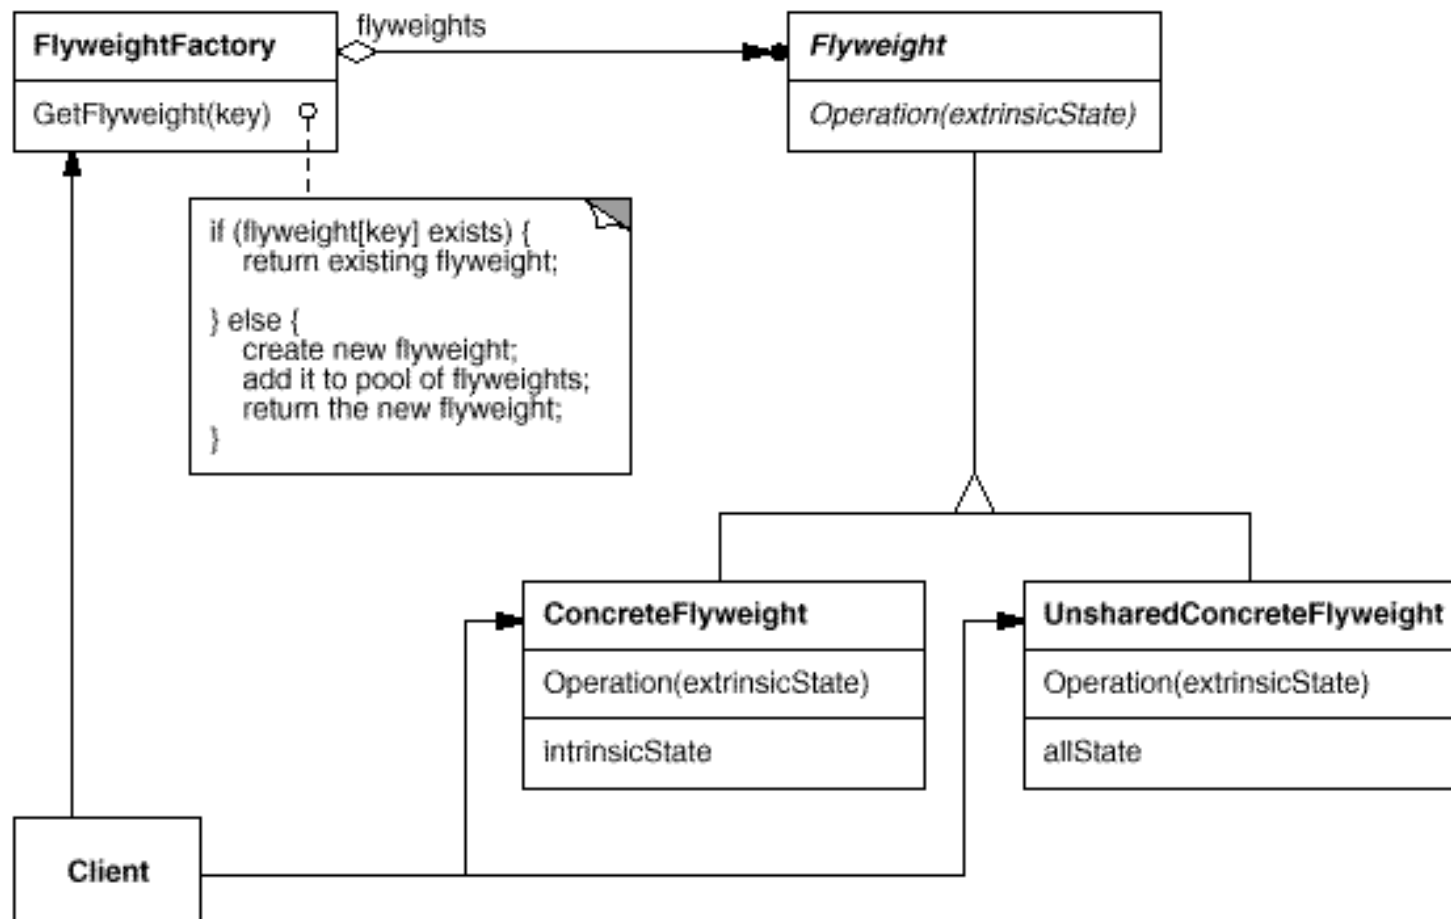 FlyweightFactory
GetFlyweight(key)
flyweights
Flyweight
Operation(extrinsicState)
if (flyweight[key] exists) {
return existing flyweight;
} else {
create new flyweight;
add it to pool of flyweights;
return the new flyweight;
}
ConcreteFlyweight
Operation(extrinsicState)
intrinsicState
UnsharedConcreteFlyweight
Operation(extrinsicState)
allState
Client